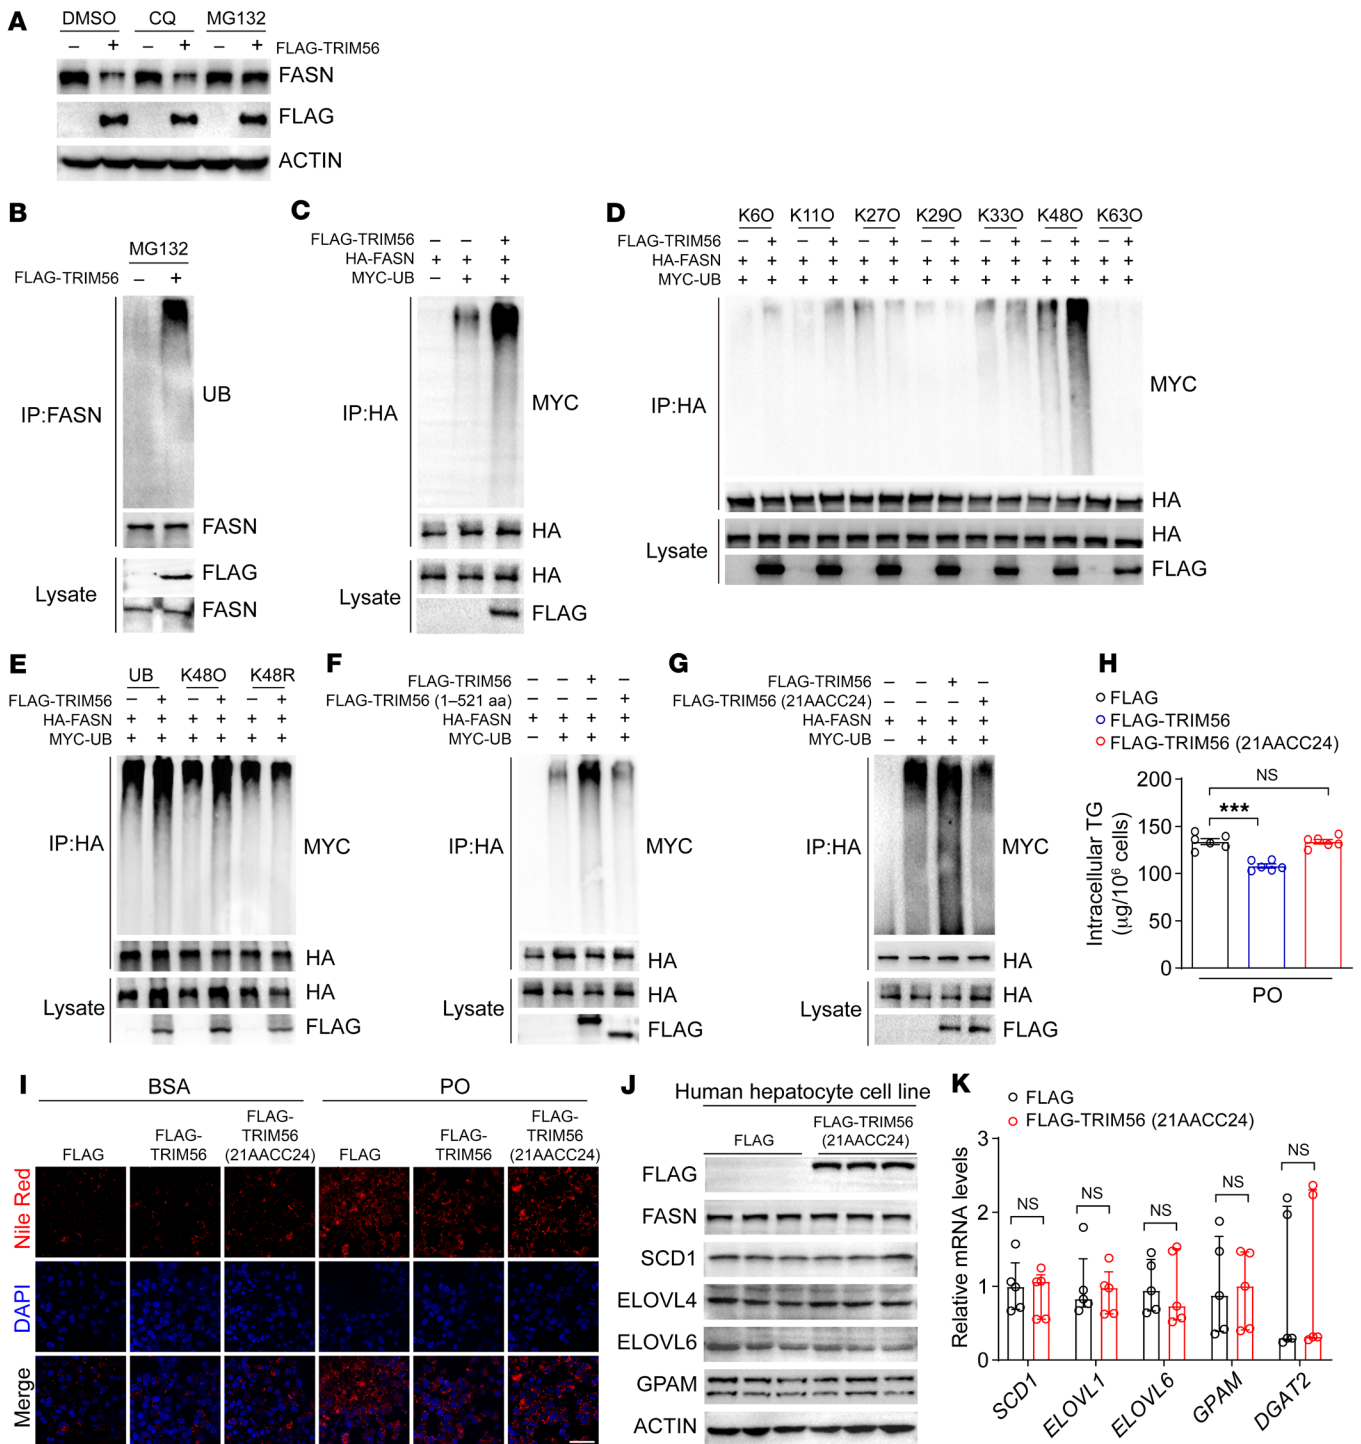 A
DMSO CQ MG132
– + – + – + FLAG-TRIM56
FASN
FLAG
ACTIN
B
MG132
FLAG-TRIM56 – +
IP:FASN
UB
FASN
Lysate
FLAG
FASN
C
FLAG-TRIM56 – – +
HA-FASN + + +
MYC-UB – + +
IP:HA
MYC
HA
Lysate
HA
FLAG
D
K6O K11O K27O K29O K33O K48O K63O
FLAG-TRIM56 – + – + – + – + – + – + – +
HA-FASN + + + + + + + + + + + + + +
MYC-UB + + + + + + + + + + + + + +
IP:HA
MYC
HA
Lysate
HA
FLAG
E
UB K48O K48R
FLAG-TRIM56 – + – + – +
HA-FASN + + + + + +
MYC-UB + + + + + +
IP:HA
MYC
HA
Lysate
HA
FLAG
F
FLAG-TRIM56 – – + –
FLAG-TRIM56 (1–521 aa) – – – +
HA-FASN + + + +
MYC-UB – + + +
IP:HA
MYC
HA
Lysate
HA
FLAG
G
FLAG-TRIM56 – – + –
FLAG-TRIM56 (21AACC24) – – – +
HA-FASN + + + +
MYC-UB – + + +
IP:HA
MYC
HA
Lysate
HA
FLAG
H
FLAG
FLAG-TRIM56
FLAG-TRIM56 (21AACC24)
Intracellular TG
(µg/10⁶ cells)
200
150
100
50
0
NS
***
PO
I
BSA PO
FLAG FLAG-TRIM56 FLAG-TRIM56 (21AACC24) FLAG FLAG-TRIM56 FLAG-TRIM56 (21AACC24)
Nile Red
DAPI
Merge
J
Human hepatocyte cell line
FLAG FLAG-TRIM56 (21AACC24)
FLAG
FASN
SCD1
ELOVL4
ELOVL6
GPAM
ACTIN
K
FLAG
FLAG-TRIM56 (21AACC24)
Relative mRNA levels
3
2
1
0
NS NS NS NS NS
SCD1 ELOVL1 ELOVL6 GPAM DGAT2